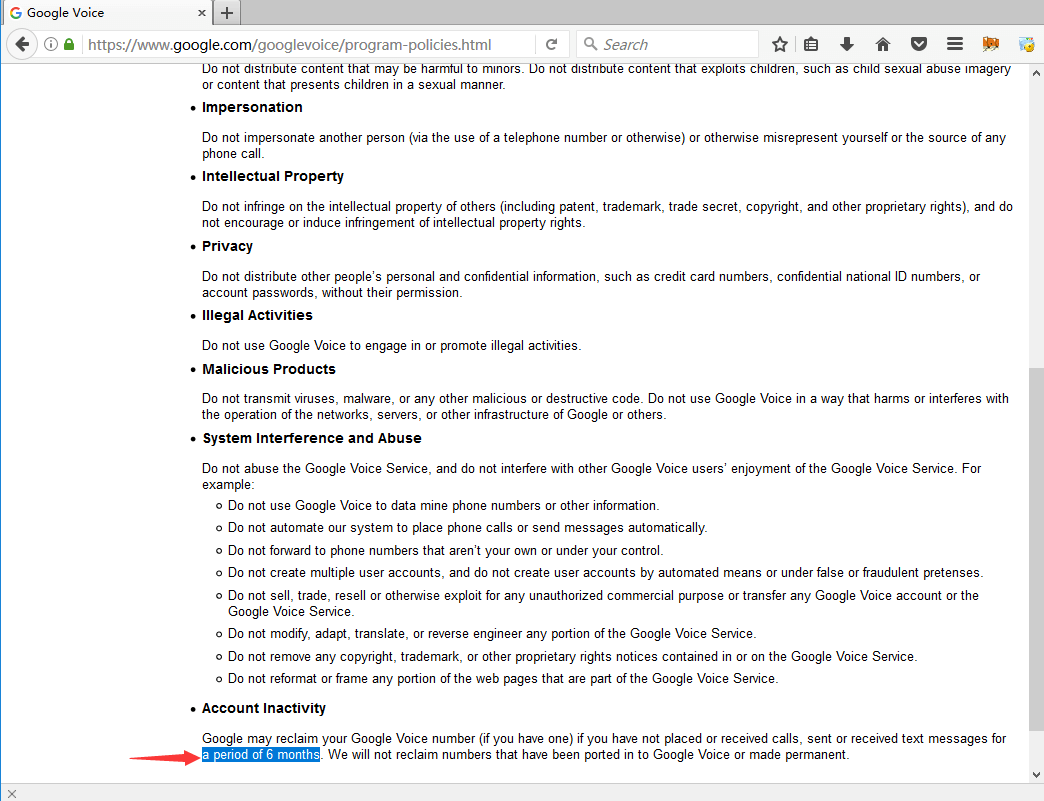 Google Voice
https://www.google.com/googlevoice/program-policies.html
Search
Do not distribute content that may be harmful to minors. Do not distribute content that exploits children, such as child sexual abuse imagery
or content that presents children in a sexual manner.
Impersonation
Do not impersonate another person (via the use of a telephone number or otherwise) or otherwise misrepresent yourself or the source of any
phone call.
Intellectual Property
Do not infringe on the intellectual property of others (including patent, trademark, trade secret, copyright, and other proprietary rights), and do
not encourage or induce infringement of intellectual property rights.
Privacy
Do not distribute other people's personal and confidential information, such as credit card numbers, confidential national ID numbers, or
account passwords, without their permission.
Illegal Activities
Do not use Google Voice to engage in or promote illegal activities.
Malicious Products
Do not transmit viruses, malware, or any other malicious or destructive code. Do not use Google Voice in a way that harms or interferes with
the operation of the networks, servers, or other infrastructure of Google or others.
System Interference and Abuse
Do not abuse the Google Voice Service, and do not interfere with other Google Voice users' enjoyment of the Google Voice Service. For
example:
Do not use Google Voice to data mine phone numbers or other information.
Do not automate our system to place phone calls or send messages automatically.
Do not forward to phone numbers that aren't your own or under your control.
Do not create multiple user accounts, and do not create user accounts by automated means or under false or fraudulent pretenses.
Do not sell, trade, resell or otherwise exploit for any unauthorized commercial purpose or transfer any Google Voice account or the
Google Voice Service.
Do not modify, adapt, translate, or reverse engineer any portion of the Google Voice Service.
Do not remove any copyright, trademark, or other proprietary rights notices contained in or on the Google Voice Service.
Do not reformat or frame any portion of the web pages that are part of the Google Voice Service.
Account Inactivity
Google may reclaim your Google Voice number (if you have one) if you have not placed or received calls, sent or received text messages for
a period of 6 months. We will not reclaim numbers that have been ported in to Google Voice or made permanent.